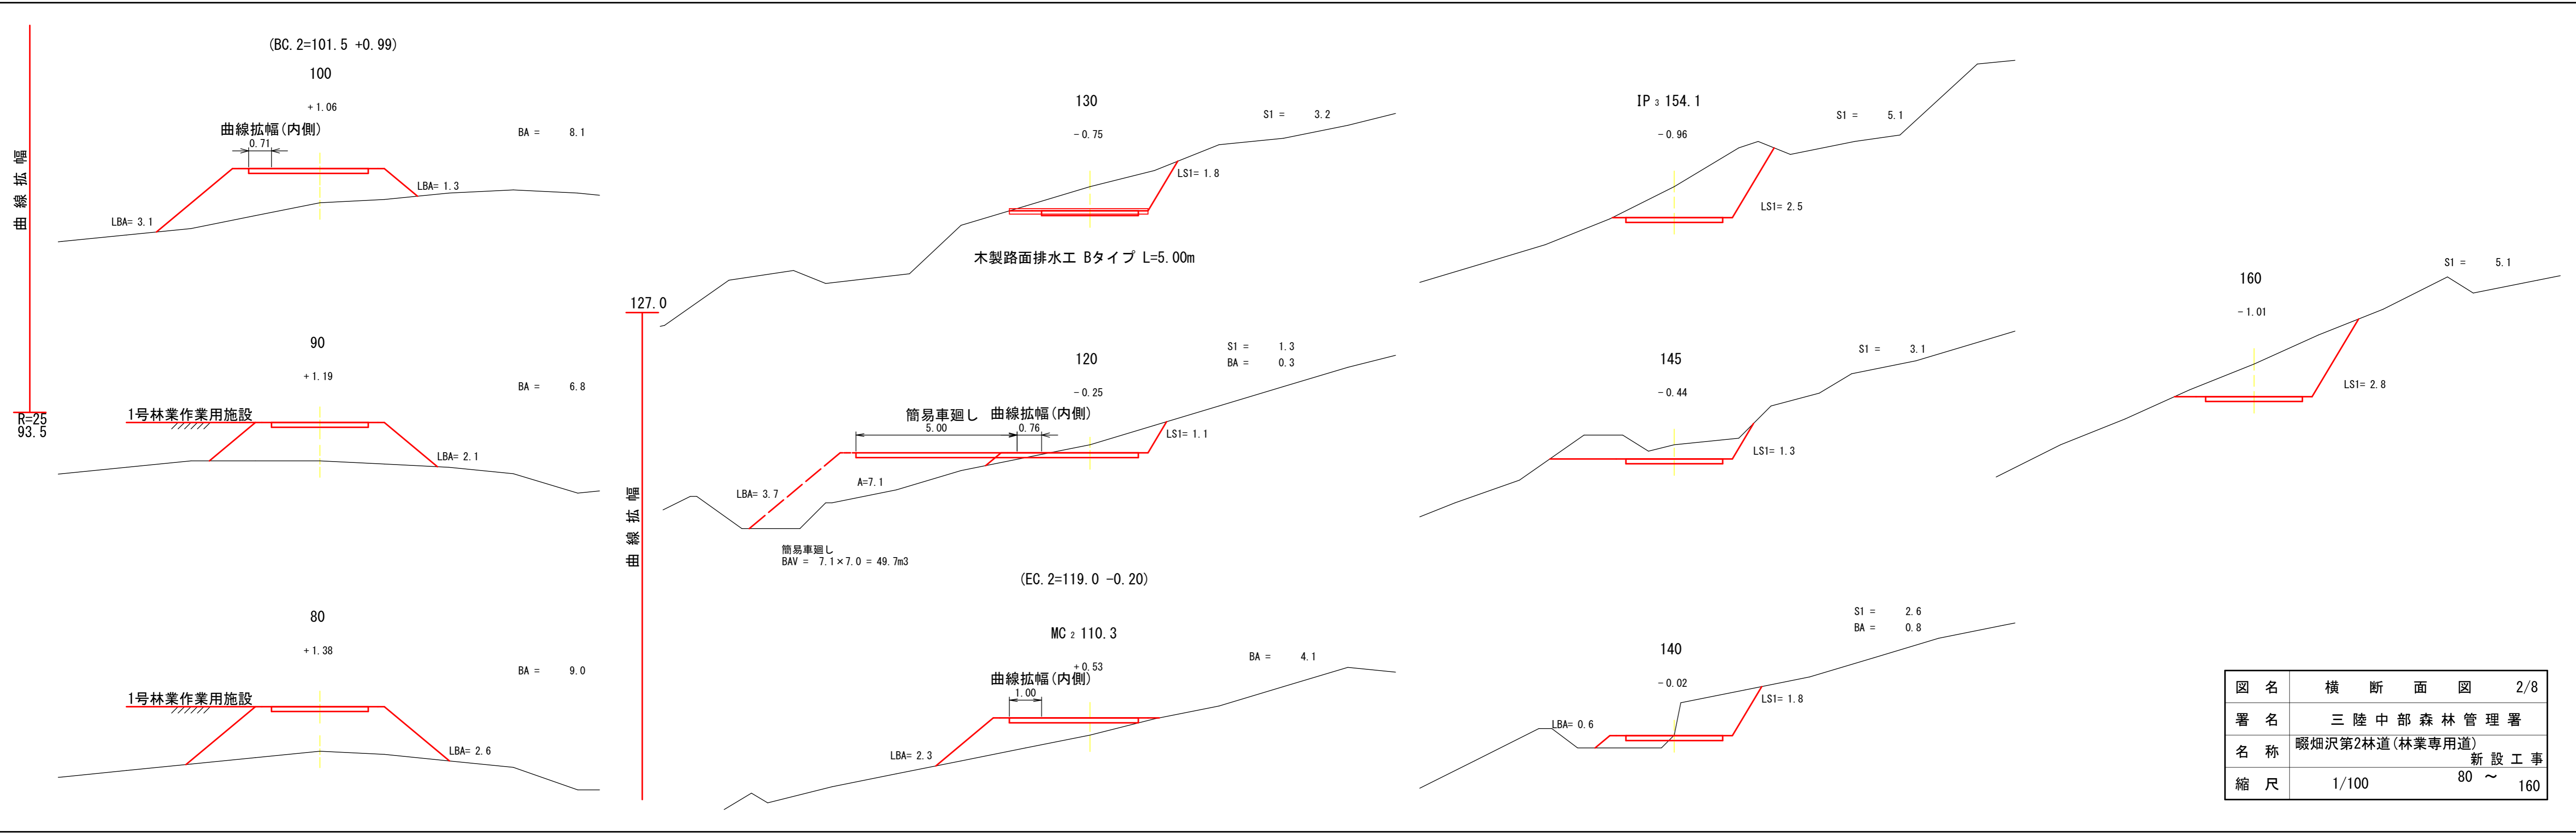 (BC.2=101.5 +0.99)
100
+1.06
曲線拡幅(内側)
0.71
BA = 8.1
LBA= 1.3
LBA= 3.1
曲線拡幅
R=25
93.5
90
+1.19
BA = 6.8
1号林業作業用施設
LBA= 2.1
80
+1.38
BA = 9.0
1号林業作業用施設
LBA= 2.6
127.0
曲線拡幅
130
-0.75
S1 = 3.2
LS1= 1.8
木製路面排水工 Bタイプ L=5.00m
120
-0.25
S1 = 1.3
BA = 0.3
簡易車廻し 曲線拡幅(内側)
5.00
0.76
LS1= 1.1
LBA= 3.7
A=7.1
簡易車廻し
BAV = 7.1×7.0 = 49.7m3
(EC.2=119.0 -0.20)
MC 2 110.3
+0.53
曲線拡幅(内側)
1.00
BA = 4.1
LBA= 2.3
IP 3 154.1
-0.96
S1 = 5.1
LS1= 2.5
145
-0.44
S1 = 3.1
LS1= 1.3
140
-0.02
S1 = 2.6
BA = 0.8
LS1= 1.8
LBA= 0.6
160
-1.01
S1 = 5.1
LS1= 2.8
図名 横断面図 2/8
署名 三陸中部森林管理署
名称 畷畑沢第2林道(林業専用道)
新設工事
縮尺 1/100 80 ～ 160